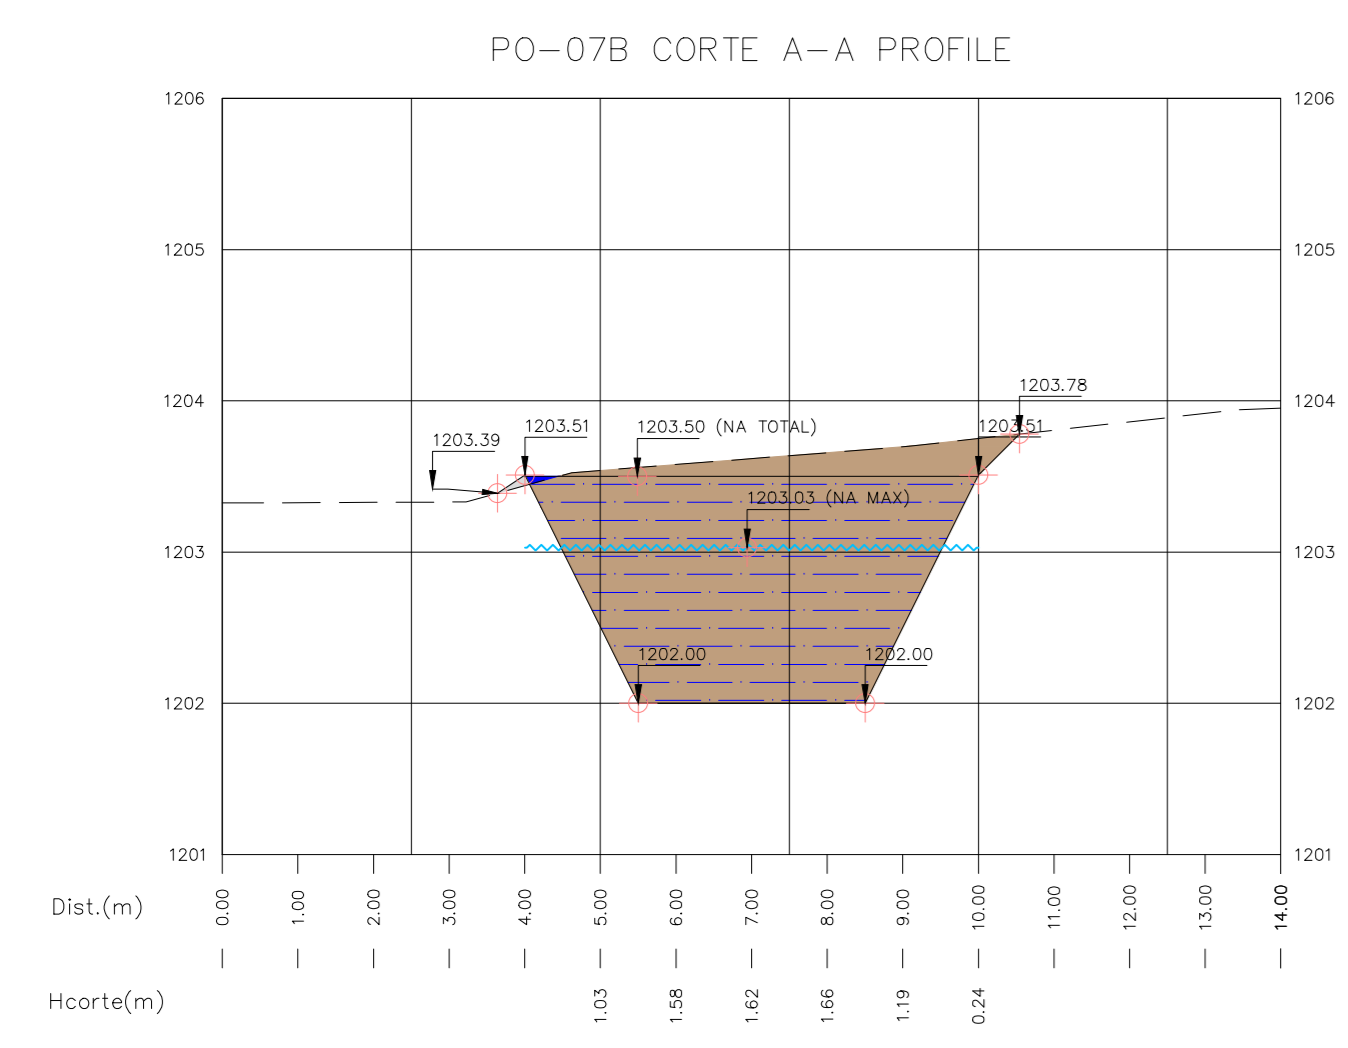 PO-07B CORTE A-A PROFILE
1206 1206
1205 1205
1204 1204
1203.78
1203.39 1203.51 1203.50 (NA TOTAL) 1203.51
1203.03 (NA MAX)
1203 1203
1202.00 1202.00
1202 1202
1201 1201
Dist.(m) 0.00 1.00 2.00 3.00 4.00 5.00 6.00 7.00 8.00 9.00 10.00 11.00 12.00 13.00 14.00
Hcorte(m) 1.03 1.58 1.62 1.66 1.19 0.24